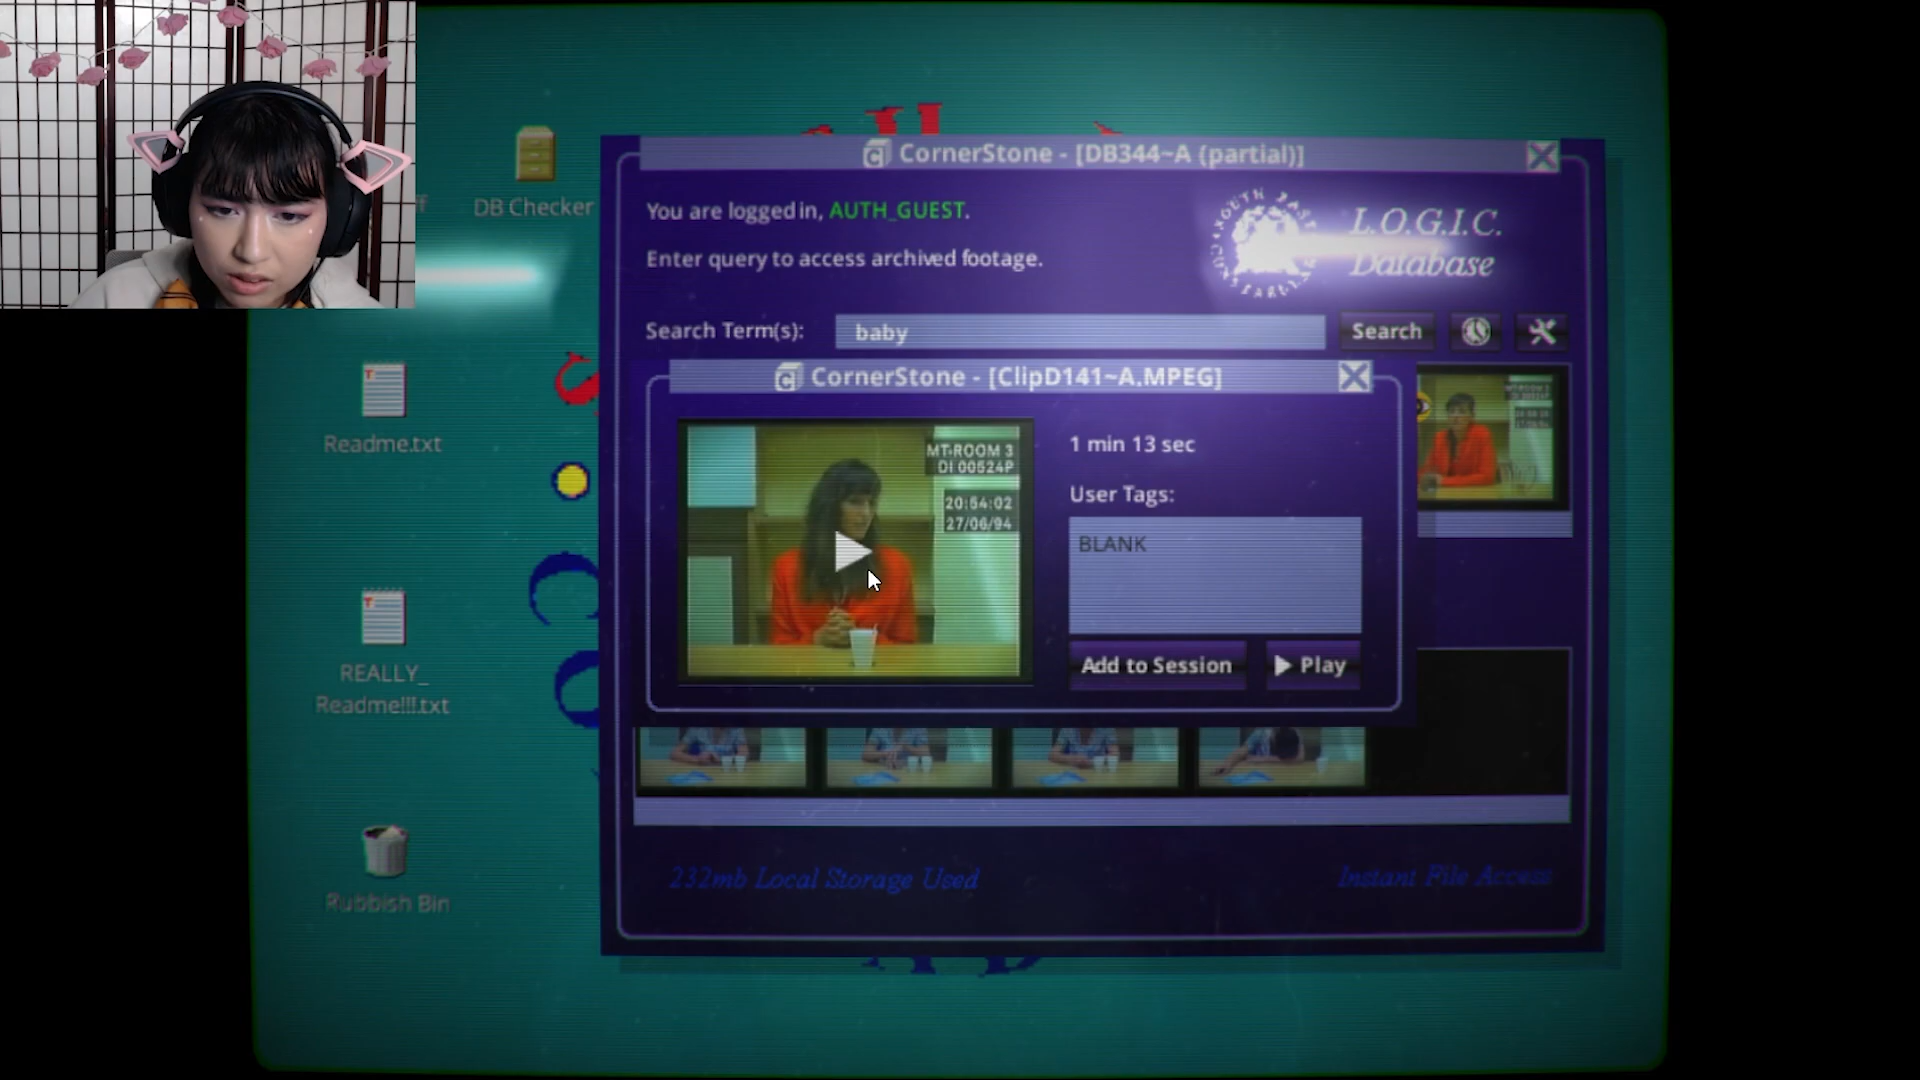 CornerStone - [DB344~A (partial)]
DB Checker
You are logged in, AUTH_GUEST.
L.O.G.I.C.
Database
Enter query to access archived footage.
Search Term(s):
baby
Search
CornerStone - [ClipD141~A.MPEG]
Readme.txt
MT-ROOM 3
DI 00524P
20:54:02
27/06/94
1 min 13 sec
User Tags:
BLANK
Add to Session
Play
REALLY_
Readme!!!.txt
232mb Local Storage Used
Instant File Access
Rubbish Bin